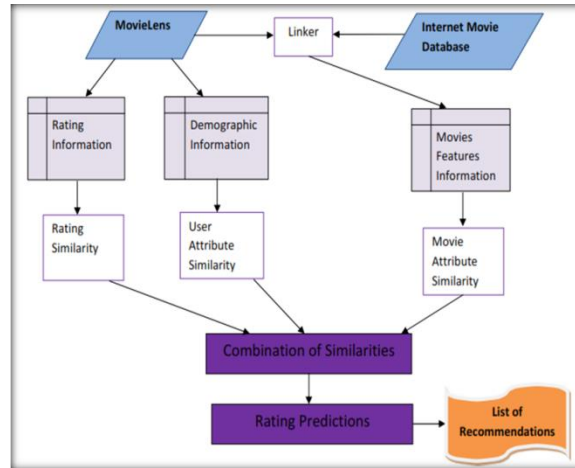 MovieLens
Linker
Internet Movie
Database
Rating
Information
Demographic
Information
Movies
Features
Information
Rating
Similarity
User
Attribute
Similarity
Movie
Attribute
Similarity
Combination of Similarities
Rating Predictions
List of
Recommendations